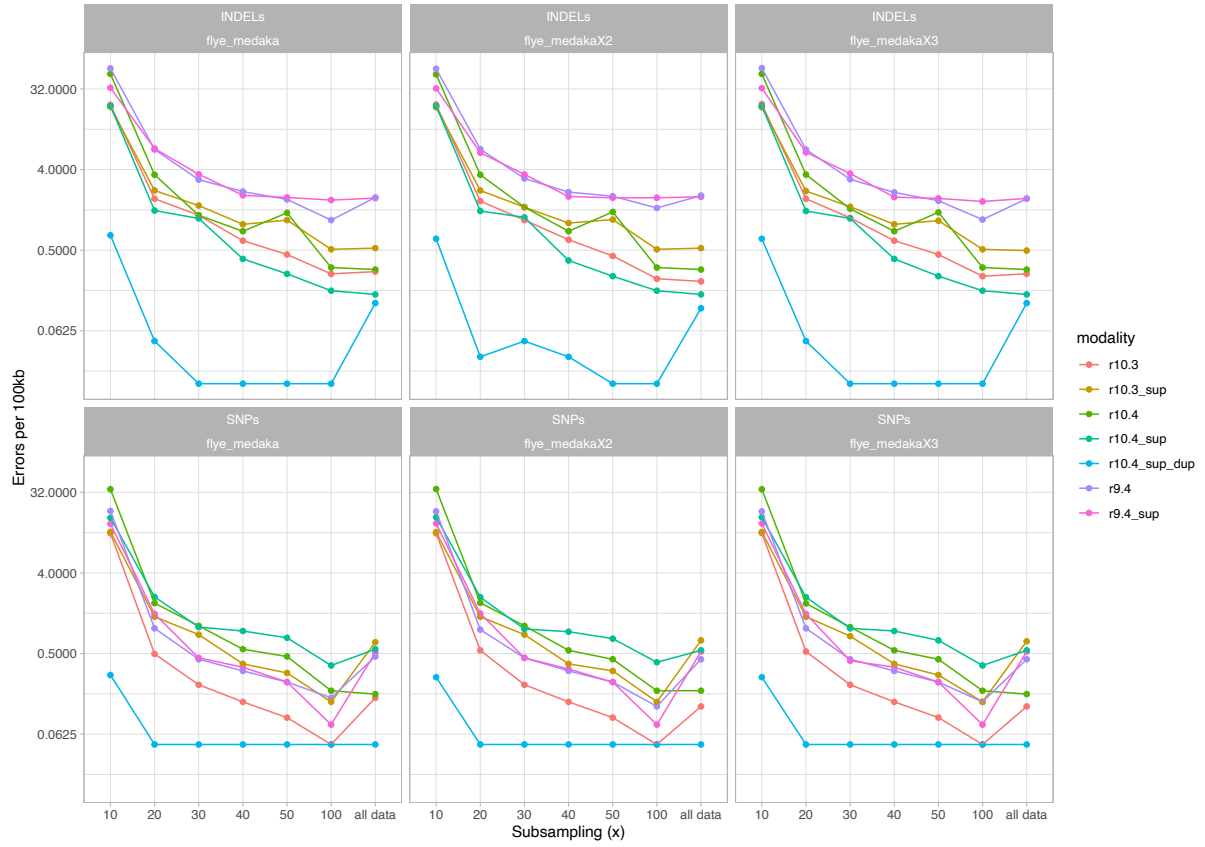 INDELs
flye_medaka
INDELs
flye_medakaX2
INDELs
flye_medakaX3
32.0000
4.0000
0.5000
0.0625
SNPs
flye_medaka
SNPs
flye_medakaX2
SNPs
flye_medakaX3
32.0000
4.0000
0.5000
0.0625
Errors per 100kb
10 20 30 40 50 100 all data
10 20 30 40 50 100 all data
10 20 30 40 50 100 all data
Subsampling (x)
modality
r10.3
r10.3_sup
r10.4
r10.4_sup
r10.4_sup_dup
r9.4
r9.4_sup